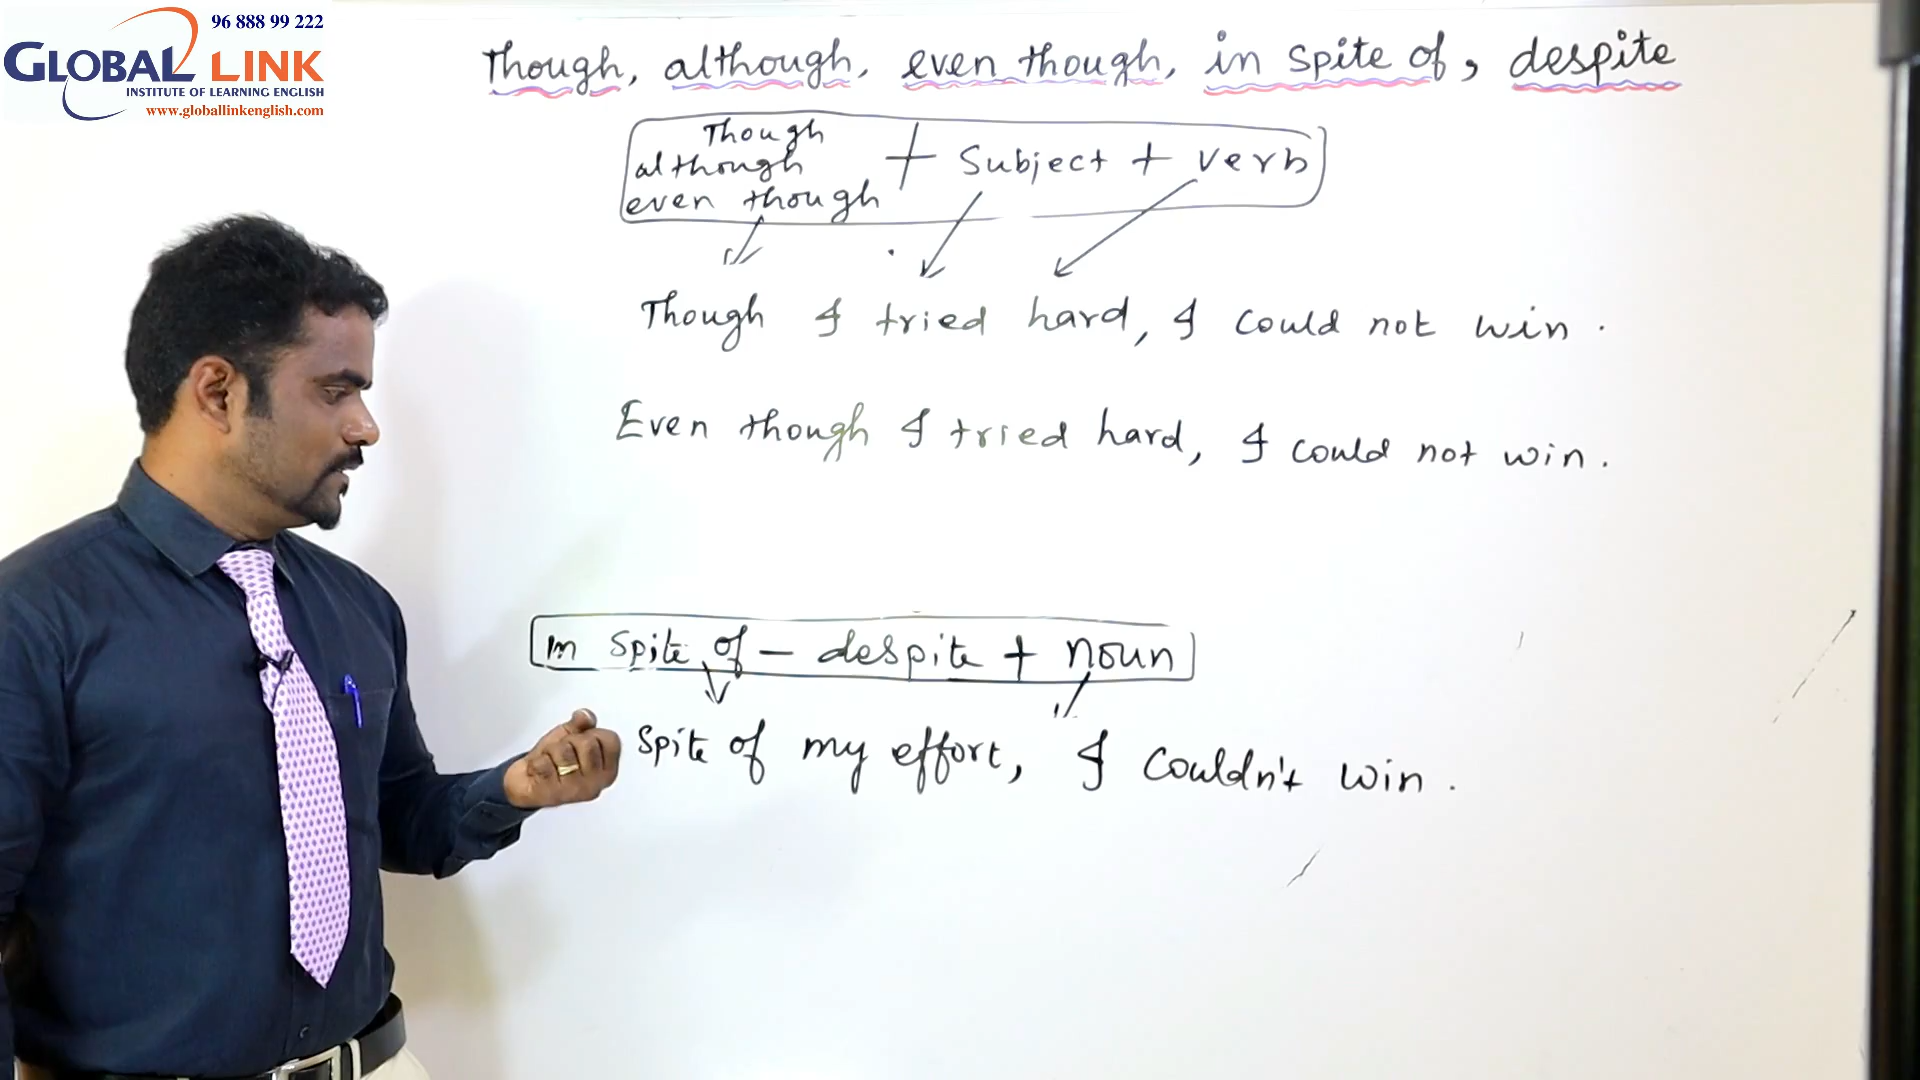 96 888 99 222
GLOBAL LINK
INSTITUTE OF LEARNING ENGLISH
www.globallinkenglish.com
Though, although, even though, in spite of, despite
Though
although + Subject + verb
even though
Though I tried hard, I could not win.
Even though I tried hard, I could not win.
in spite of – despite + noun
spite of my effort, I couldn't win.